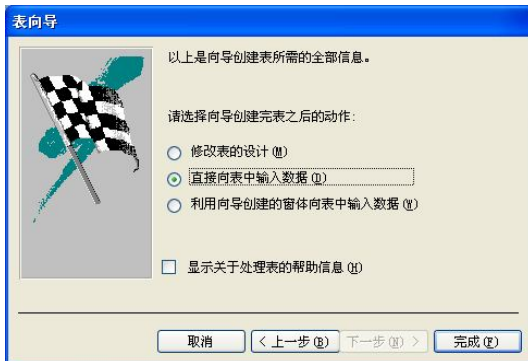 表向导
以上是向导创建表所需的全部信息。
请选择向导创建完表之后的动作:
修改表的设计(M)
直接向表中输入数据(D)
利用向导创建的窗体向表中输入数据(W)
显示关于处理表的帮助信息(H)
取消 < 上一步(B) 下一步(N) > 完成(F)